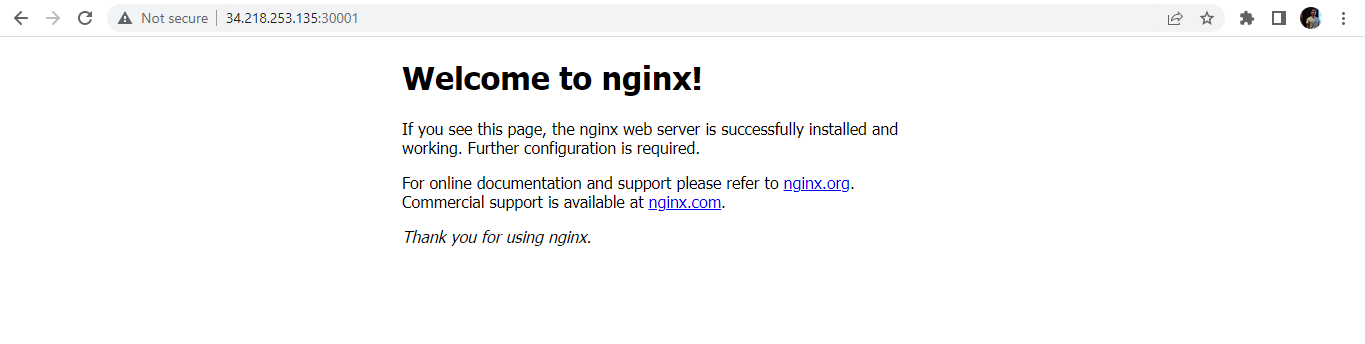 Not secure 34.218.253.135:30001
Welcome to nginx!
If you see this page, the nginx web server is successfully installed and
working. Further configuration is required.
For online documentation and support please refer to nginx.org.
Commercial support is available at nginx.com.
Thank you for using nginx.